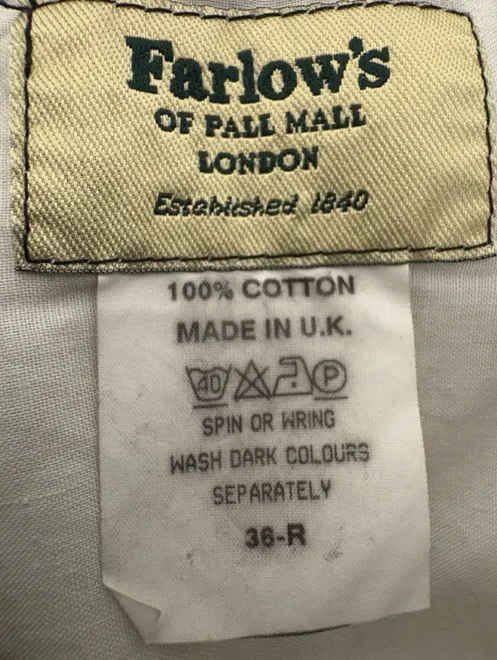 Farlow's
OF PALL MALL
LONDON
Established 1840
100% COTTON
MADE IN U.K.
40 P
SPIN OR WRING
WASH DARK COLOURS
SEPARATELY
36-R